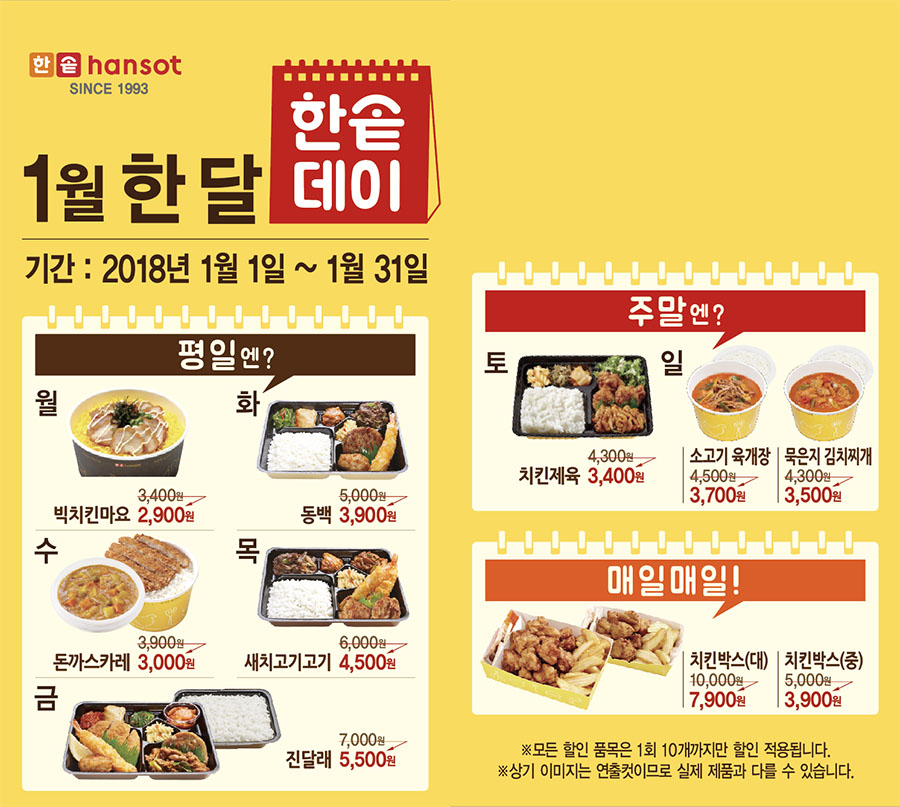 한솥 hansot
SINCE 1993
1월 한 달
한솥
데이
기간 : 2018년 1월 1일 ~ 1월 31일
평일엔?
월
한솥 hansot
3,400원
빅치킨마요 2,900원
화
5,000원
동백 3,900원
수
3,900원
돈까스카레 3,000원
목
6,000원
새치고기고기 4,500원
금
7,000원
진달래 5,500원
주말엔?
토
4,300원
치킨제육 3,400원
일
소고기 육개장
4,500원
3,700원
묵은지 김치찌개
4,300원
3,500원
매일매일!
치킨박스(대)
10,000원
7,900원
치킨박스(중)
5,000원
3,900원
※모든 할인 품목은 1회 10개까지만 할인 적용됩니다.
※상기 이미지는 연출컷이므로 실제 제품과 다를 수 있습니다.